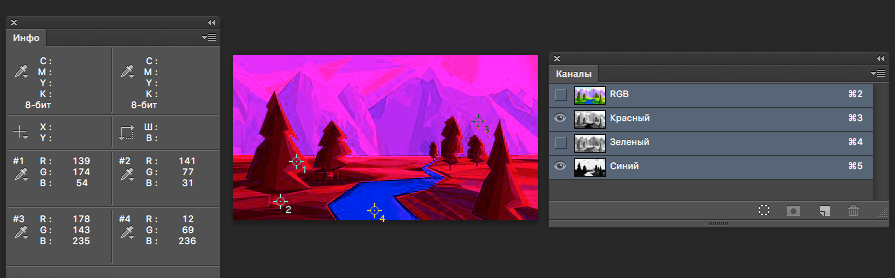 Инфо
C : C :
M : M :
Y : Y :
K : K :
8-бит 8-бит
X : Ш:
Y : В:
#1 R : 139 #2 R : 141
G : 174 G : 77
B : 54 B : 31
#3 R : 178 #4 R : 12
G : 143 G : 69
B : 235 B : 236
1
2
3
4
Каналы
RGB ⌘2
Красный ⌘3
Зеленый ⌘4
Синий ⌘5